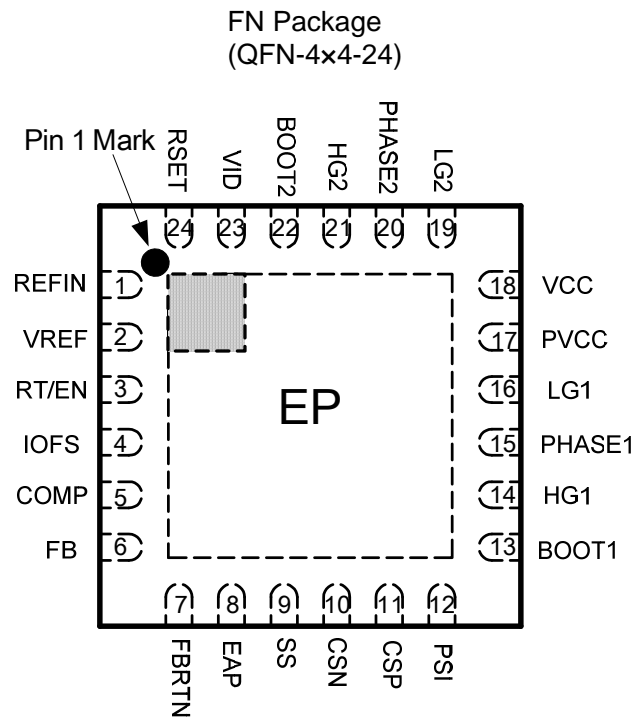 FN Package
(QFN-4×4-24)
Pin 1 Mark
RSET
VID
BOOT2
HG2
PHASE2
LG2
24
23
22
21
20
19
REFIN 1
VREF 2
RT/EN 3
IOFS 4
COMP 5
FB 6
EP
18 VCC
17 PVCC
16 LG1
15 PHASE1
14 HG1
13 BOOT1
7
8
9
10
11
12
FBRTN
EAP
SS
CSN
CSP
PSI